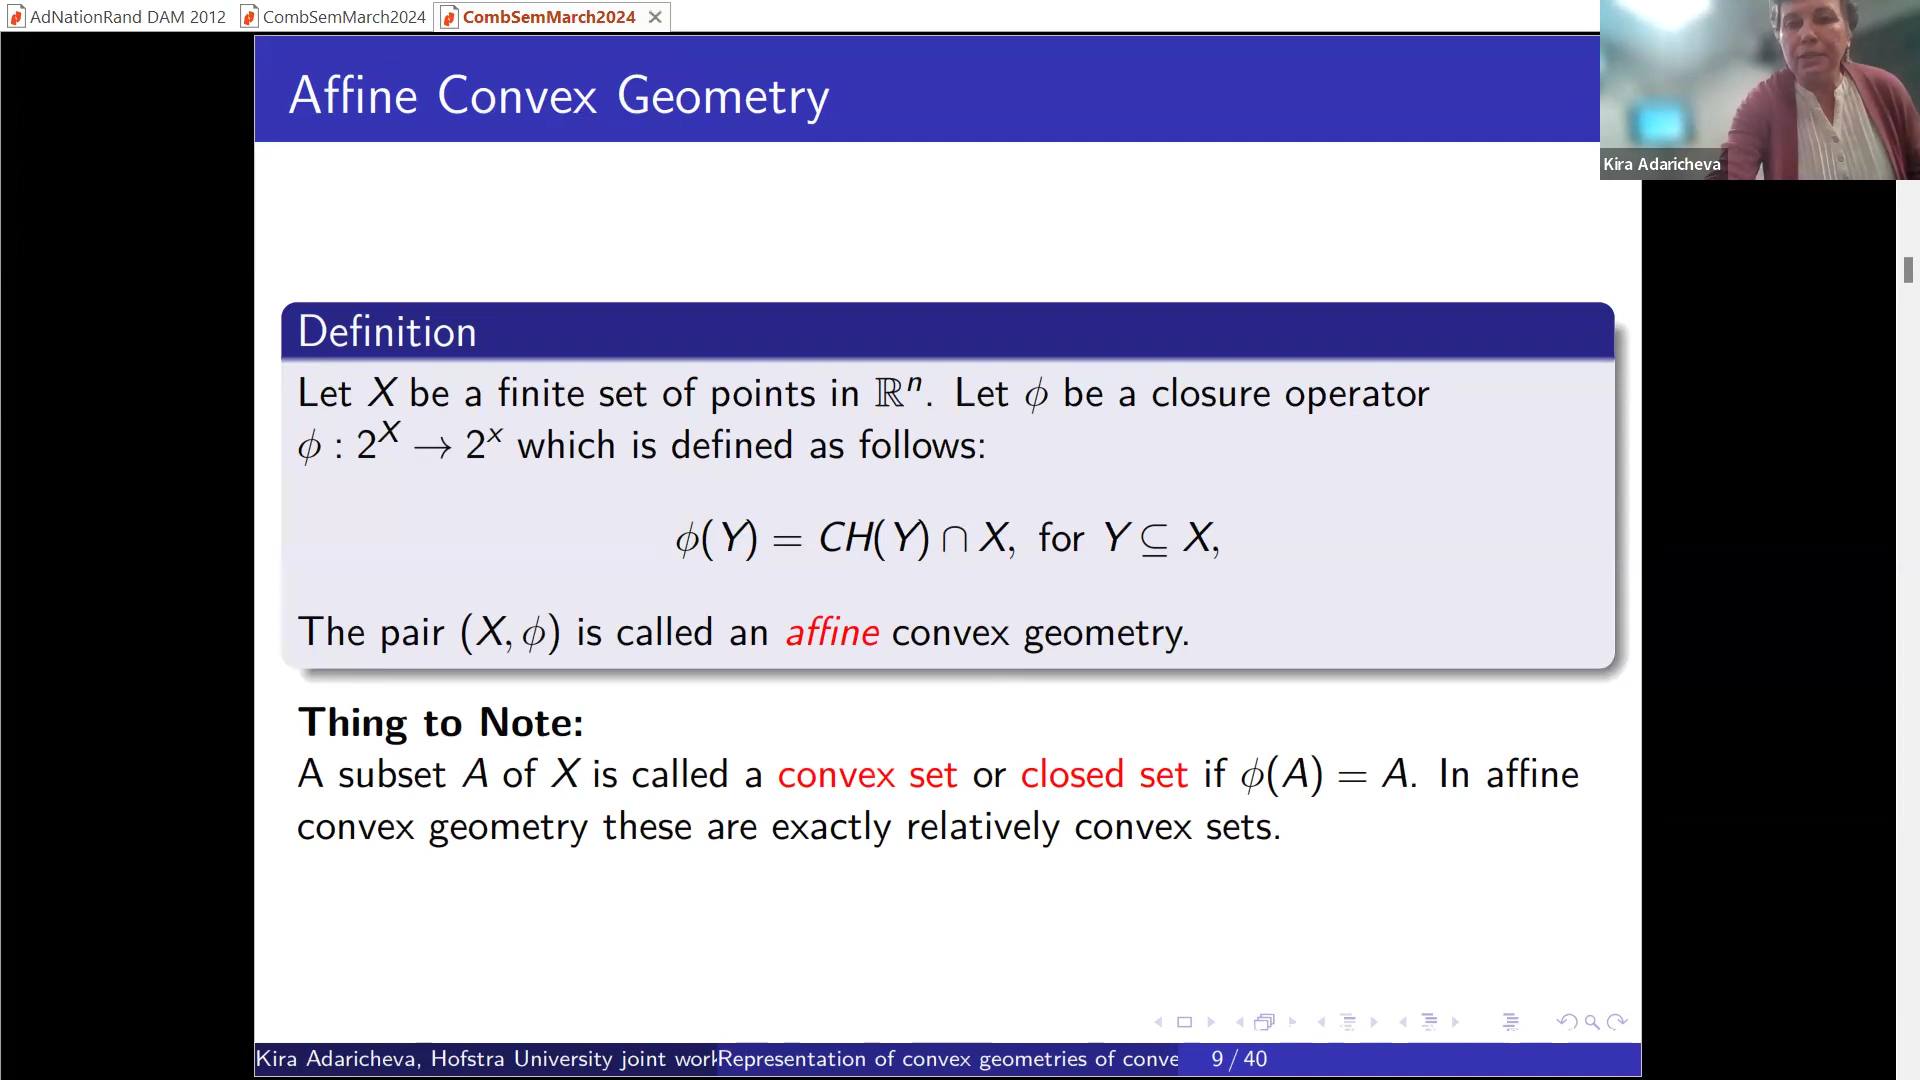 AdNationRand DAM 2012 CombSemMarch2024 CombSemMarch2024
Affine Convex Geometry
Kira Adaricheva
Definition
Let X be a finite set of points in ℝⁿ. Let ϕ be a closure operator
ϕ : 2^X → 2^x which is defined as follows:
ϕ(Y) = CH(Y) ∩ X, for Y ⊆ X,
The pair (X, ϕ) is called an affine convex geometry.
Thing to Note:
A subset A of X is called a convex set or closed set if ϕ(A) = A. In affine
convex geometry these are exactly relatively convex sets.
Kira Adaricheva, Hofstra University joint work Representation of convex geometries of conve 9 / 40